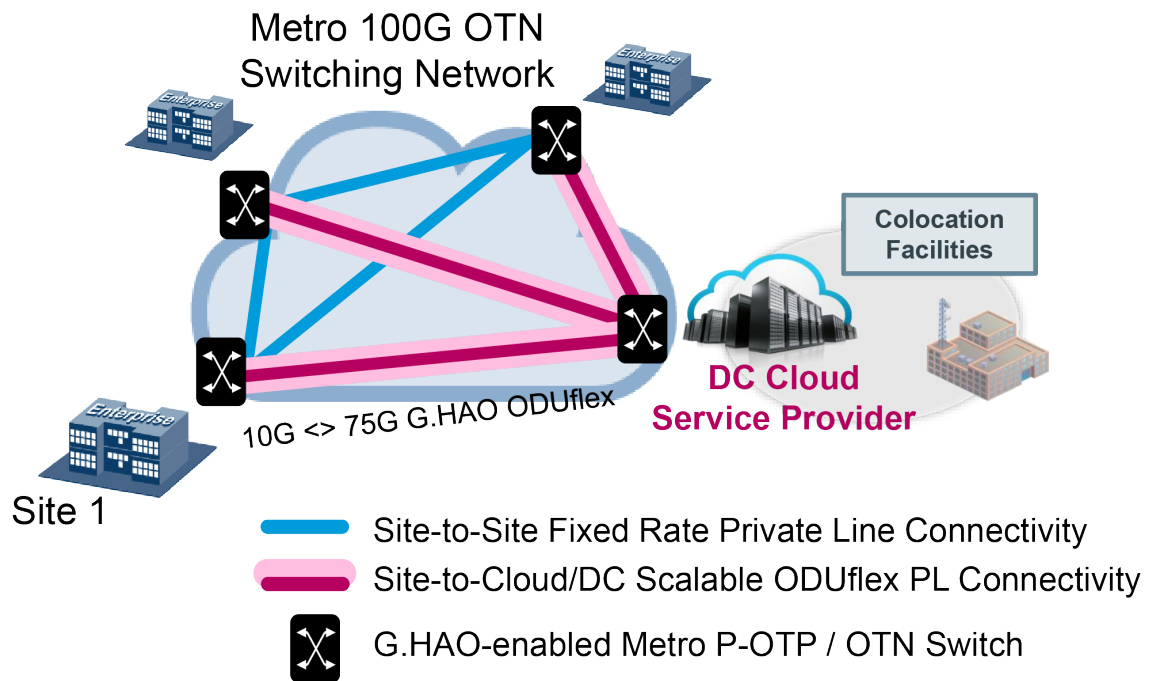 Metro 100G OTN
Switching Network
Enterprise
Enterprise
Colocation
Facilities
DC Cloud
Service Provider
10G <> 75G G.HAO ODUflex
Enterprise
Site 1
Site-to-Site Fixed Rate Private Line Connectivity
Site-to-Cloud/DC Scalable ODUflex PL Connectivity
G.HAO-enabled Metro P-OTP / OTN Switch